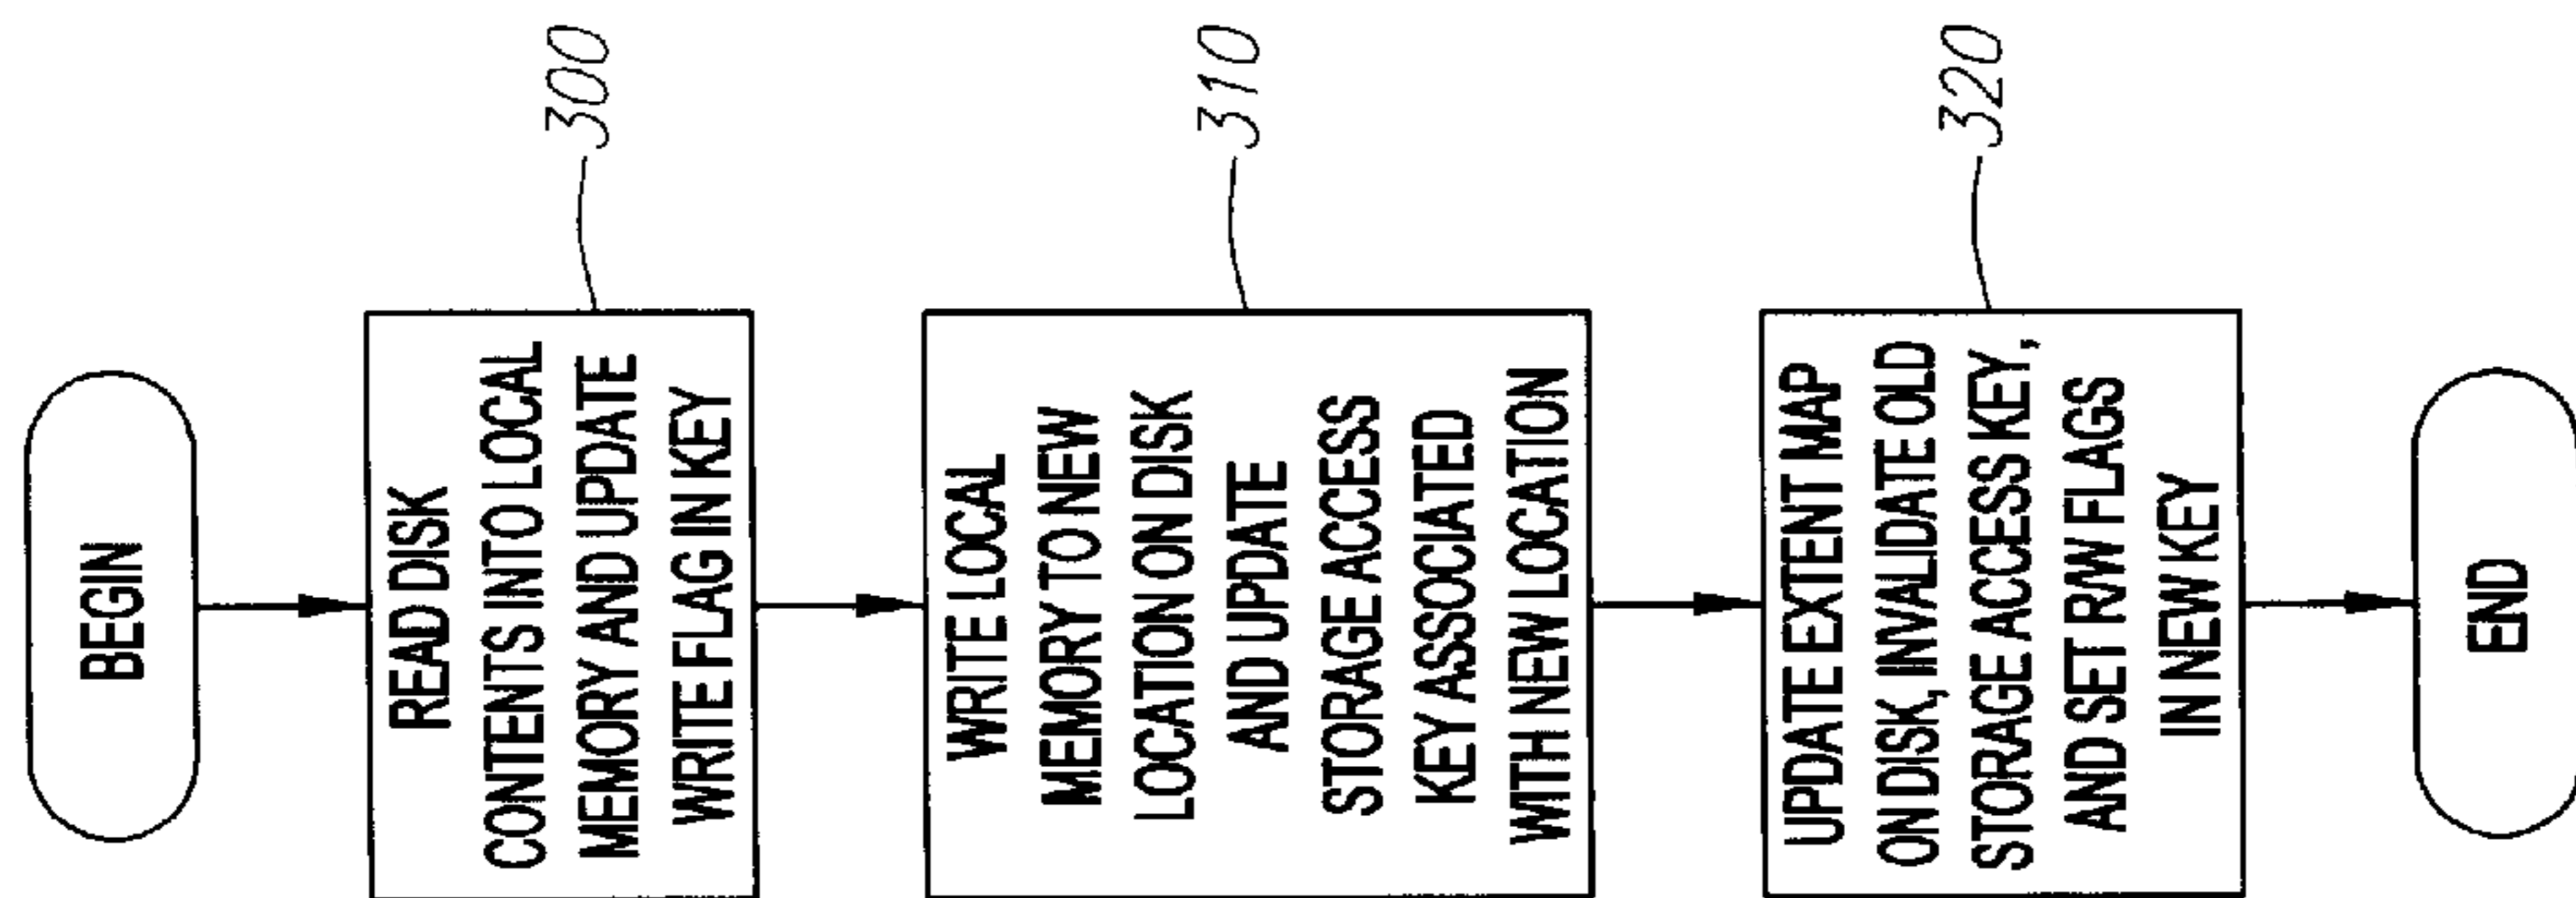 BEGIN
READ DISK
CONTENTS INTO LOCAL
MEMORY AND UPDATE
WRITE FLAG IN KEY
300
WRITE LOCAL
MEMORY TO NEW
LOCATION ON DISK
AND UPDATE
STORAGE ACCESS
KEY ASSOCIATED
WITH NEW LOCATION
310
UPDATE EXTENT MAP
ON DISK, INVALIDATE OLD
STORAGE ACCESS KEY,
AND SET R/W FLAGS
IN NEW KEY
320
END